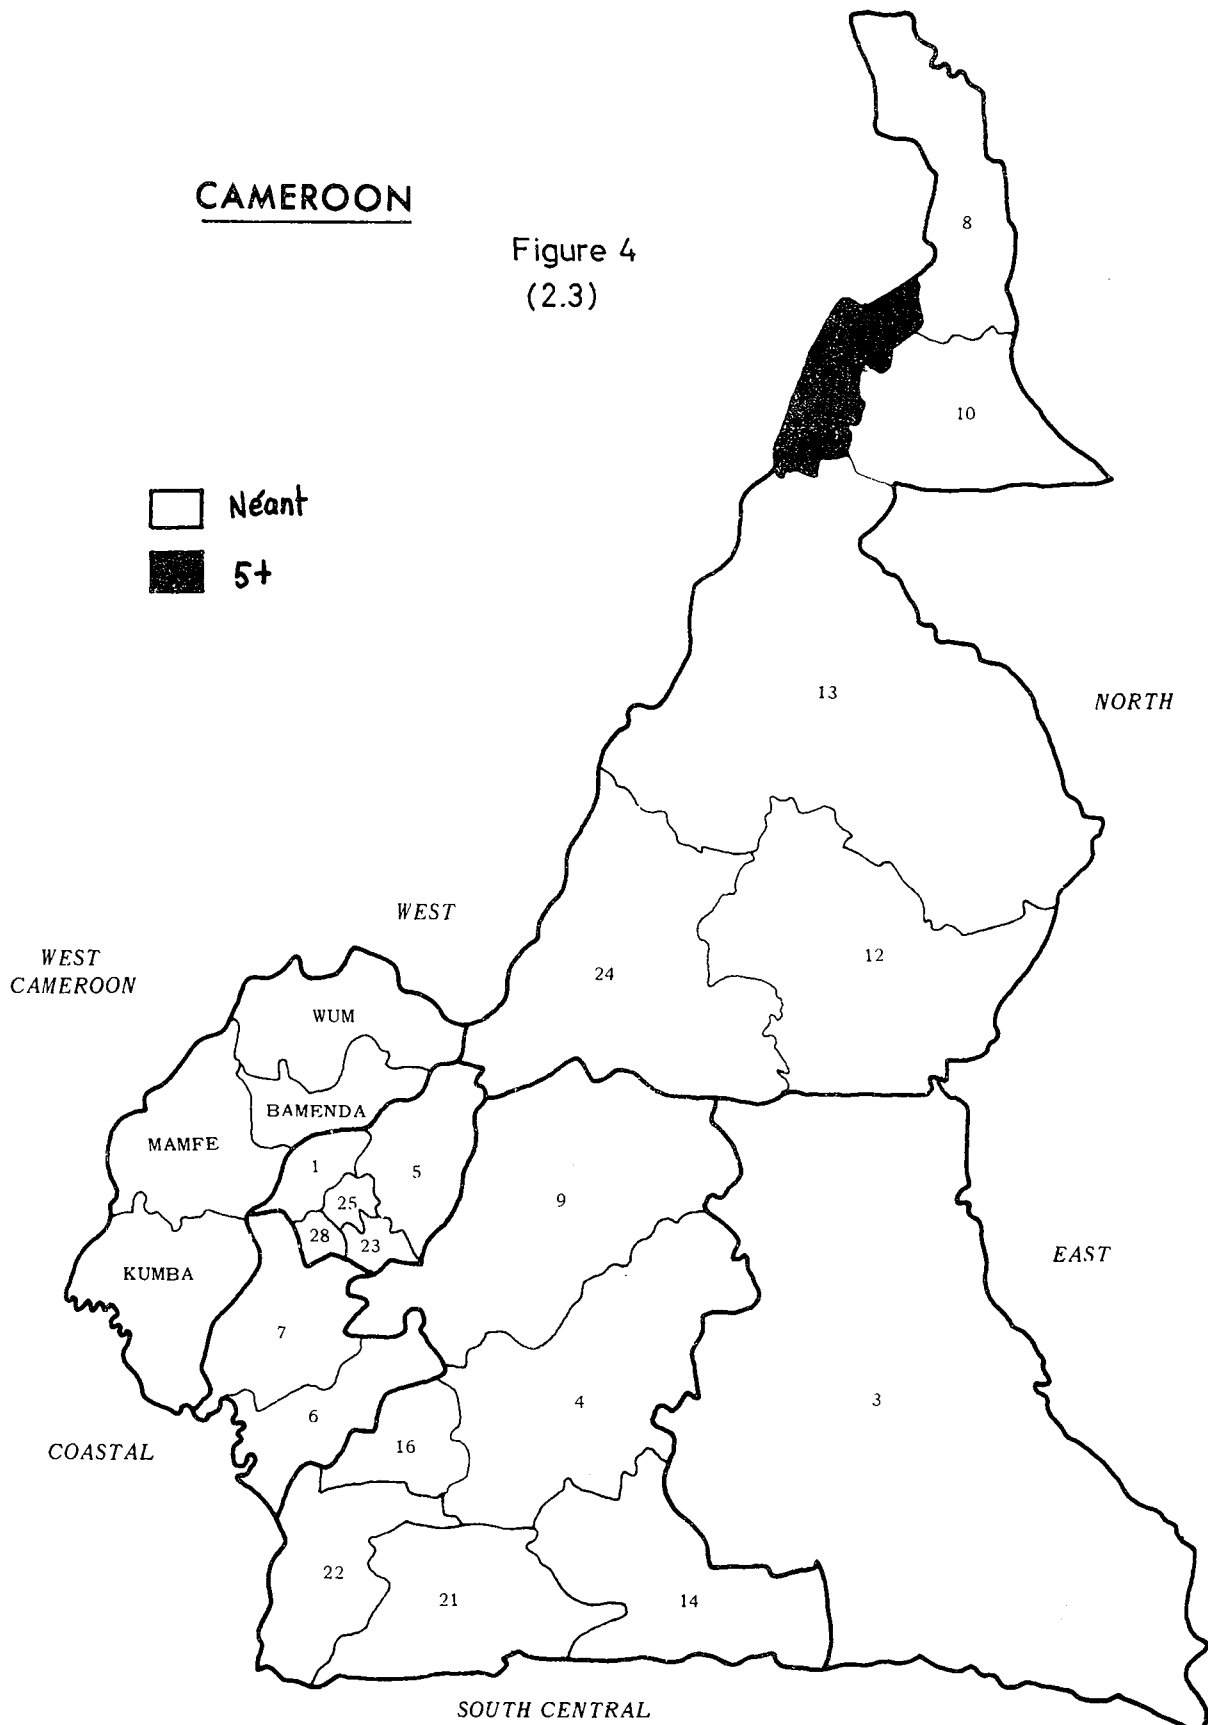 CAMEROON
Figure 4
(2.3)
8
10
Néant
5+
13
NORTH
WEST
WEST
CAMEROON
24
12
WUM
BAMENDA
MAMFE
1
5
25
9
28
23
EAST
KUMBA
7
4
3
6
16
COASTAL
22
21
14
SOUTH CENTRAL